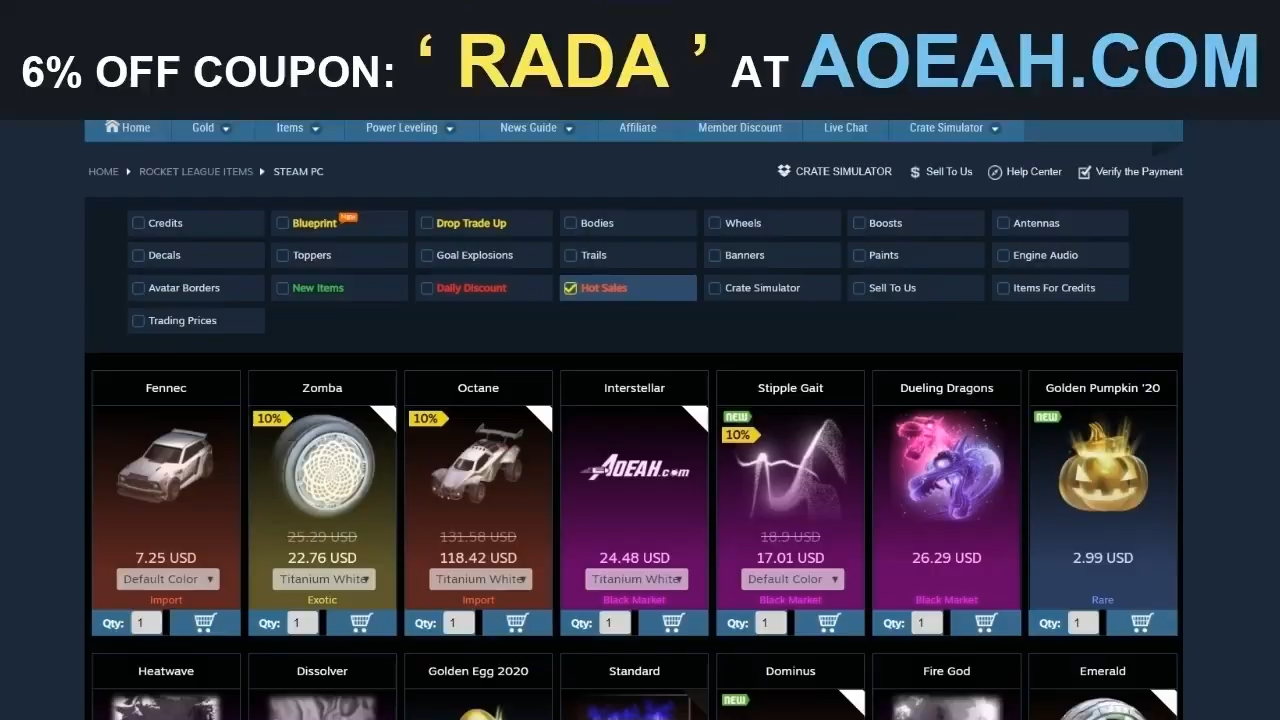 6% OFF COUPON: ‘ RADA ’ AT AOEAH.COM
Home Gold Items Power Leveling News Guide Affiliate Member Discount Live Chat Crate Simulator
HOME ROCKET LEAGUE ITEMS STEAM PC CRATE SIMULATOR $ Sell To Us Help Center Verify the Payment
Credits Blueprint New Drop Trade Up Bodies Wheels Boosts Antennas
Decals Toppers Goal Explosions Trails Banners Paints Engine Audio
Avatar Borders New Items Daily Discount Hot Sales Crate Simulator Sell To Us Items For Credits
Trading Prices
Fennec Zomba Octane Interstellar Stipple Gait Dueling Dragons Golden Pumpkin '20
10% 10% NEW NEW
10%
AOEAH.com
25.29 USD 131.58 USD 18.9 USD
7.25 USD 22.76 USD 118.42 USD 24.48 USD 17.01 USD 26.29 USD 2.99 USD
Default Color Titanium White Titanium White Titanium White Default Color
Import Exotic Import Black Market Black Market Black Market Rare
Qty: 1 Qty: 1 Qty: 1 Qty: 1 Qty: 1 Qty: 1 Qty: 1
Heatwave Dissolver Golden Egg 2020 Standard Dominus Fire God Emerald
NEW